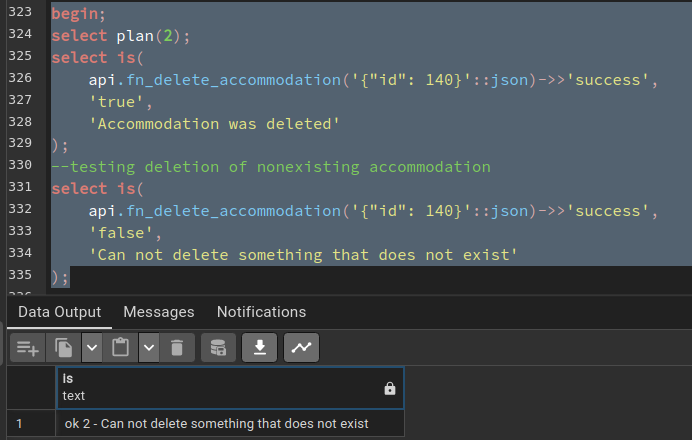 323 begin;
324 select plan(2);
325 select is(
326 api.fn_delete_accommodation('{"id": 140}'::json)->>'success',
327 'true',
328 'Accommodation was deleted'
329 );
330 --testing deletion of nonexisting accommodation
331 select is(
332 api.fn_delete_accommodation('{"id": 140}'::json)->>'success',
333 'false',
334 'Can not delete something that does not exist'
335 );
Data Output Messages Notifications
is
text
1 ok 2 - Can not delete something that does not exist